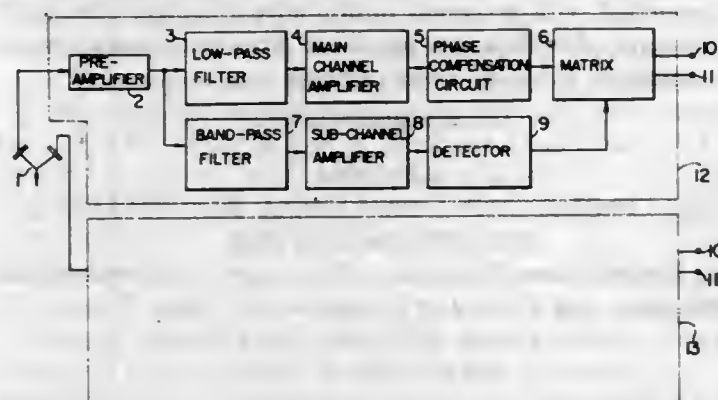 3
LOW-PASS
FILTER
4
MAIN
CHANNEL
AMPLIFIER
5
PHASE
COMPENSATION
CIRCUIT
6
MATRIX
10
11
PRE-
AMPLIFIER
2
BAND-PASS
FILTER
7
SUB-CHANNEL
AMPLIFIER
8
DETECTOR
9
1
12
10
11
13